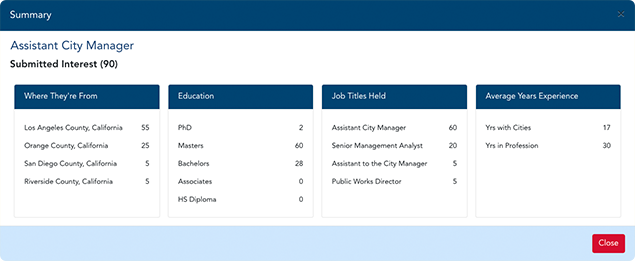 Summary
Assistant City Manager
Submitted Interest (90)
Where They're From
Los Angeles County, California 55
Orange County, California 25
San Diego County, California 5
Riverside County, California 5
Education
PhD 2
Masters 60
Bachelors 28
Associates 0
HS Diploma 0
Job Titles Held
Assistant City Manager 60
Senior Management Analyst 20
Assistant to the City Manager 5
Public Works Director 5
Average Years Experience
Yrs with Cities 17
Yrs in Profession 30
Close